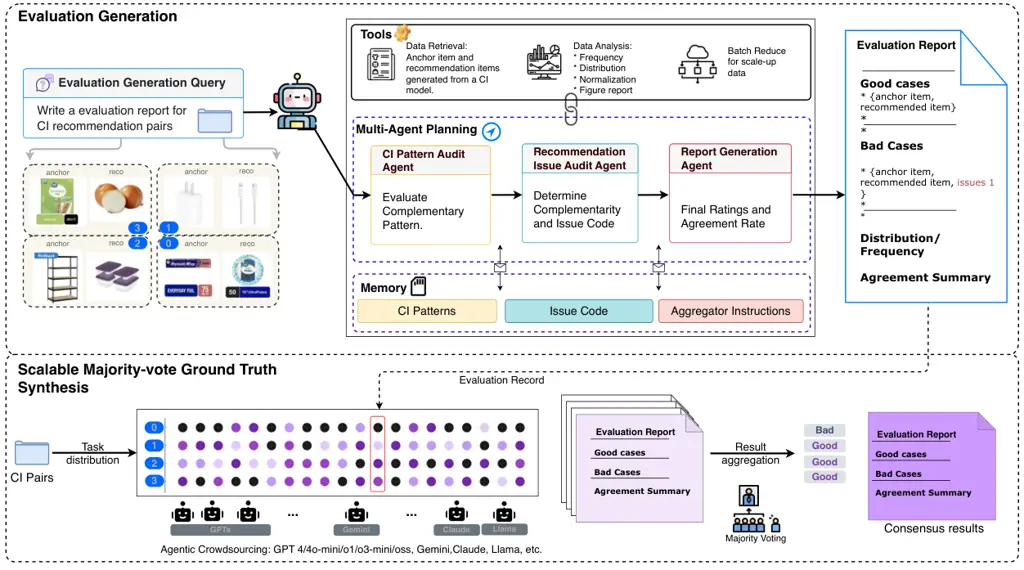 Evaluation Generation
Evaluation Generation Query
Write a evaluation report for
CI recommendation pairs
anchor
reco
anchor
reco
3
1
anchor
reco
2
0
anchor
reco
EVERYDAY FOIL
75
50
Tools
Data Retrieval:
Anchor item and
recommendation items
generated from a CI
model.
Data Analysis:
* Frequency
* Distribution
* Normalization
* Figure report
Batch Reduce
for scale-up
data
Multi-Agent Planning
CI Pattern Audit
Agent
Evaluate
Complementary
Pattern.
Recommendation
Issue Audit Agent
Determine
Complementarity
and Issue Code
Report Generation
Agent
Final Ratings and
Agreement Rate
Memory
CI Patterns
Issue Code
Aggregator Instructions
Evaluation Report
Good cases
* {anchor item,
recommended item}
*
*
Bad Cases
* {anchor item,
recommended item, issues 1
}
*
*
Distribution/
Frequency
Agreement Summary
Scalable Majority-vote Ground Truth
Synthesis
Evaluation Record
CI Pairs
Task
distribution
0
1
2
3
GPTs
...
Gemini
...
Claude
Llama
Agentic Crowdsourcing: GPT 4/4o-mini/o1/o3-mini/oss, Gemini,Claude, Llama, etc.
Evaluation Report
Good cases
Bad Cases
Agreement Summary
Result
aggregation
Majority Voting
Bad
Good
Good
Good
Evaluation Report
Good cases
Bad Cases
Agreement Summary
Consensus results